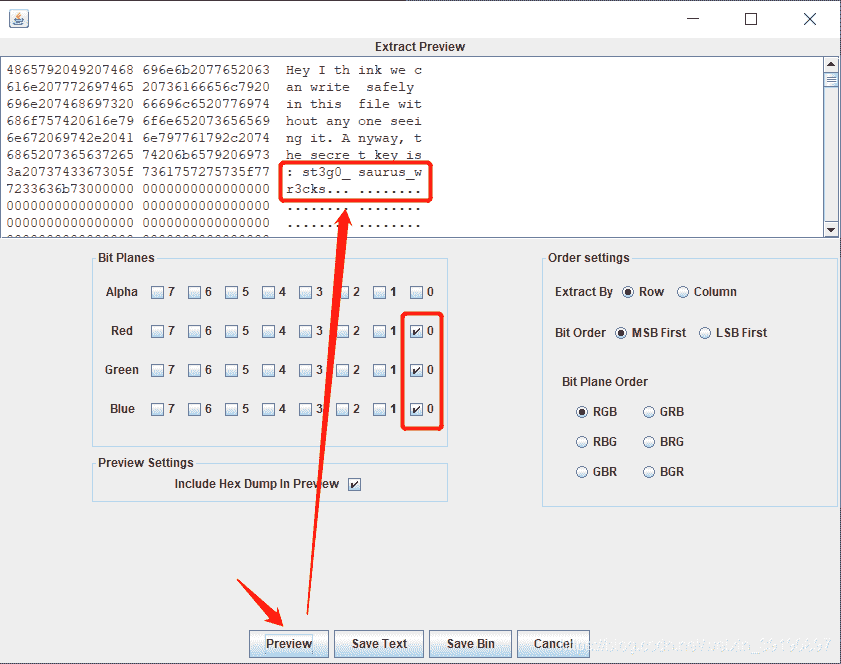 Extract Preview
4865792049207468 696e6b2077652063 Hey I th ink we c
616e207772697465 20736166656c7920 an write  safely 
696e207468697320 66696c6520776974 in this  file wit
686f757420616e79 6f6e652073656569 hout any one seei
6e672069742e2041 6e797761792c2074 ng it. A nyway, t
6865207365637265 74206b6579206973 he secre t key is
3a2073743367305f 7361757275735f77 : st3g0_ saurus_w
7233636b73000000 0000000000000000 r3cks... ........
0000000000000000 0000000000000000 ........ ........
0000000000000000 0000000000000000 ........ ........
Bit Planes
Alpha 7 6 5 4 3 2 1 0
Red 7 6 5 4 3 2 1 0
Green 7 6 5 4 3 2 1 0
Blue 7 6 5 4 3 2 1 0
Preview Settings
Include Hex Dump In Preview
Order settings
Extract By Row Column
Bit Order MSB First LSB First
Bit Plane Order
RGB GRB
RBG BRG
GBR BGR
Preview Save Text Save Bin Cancel